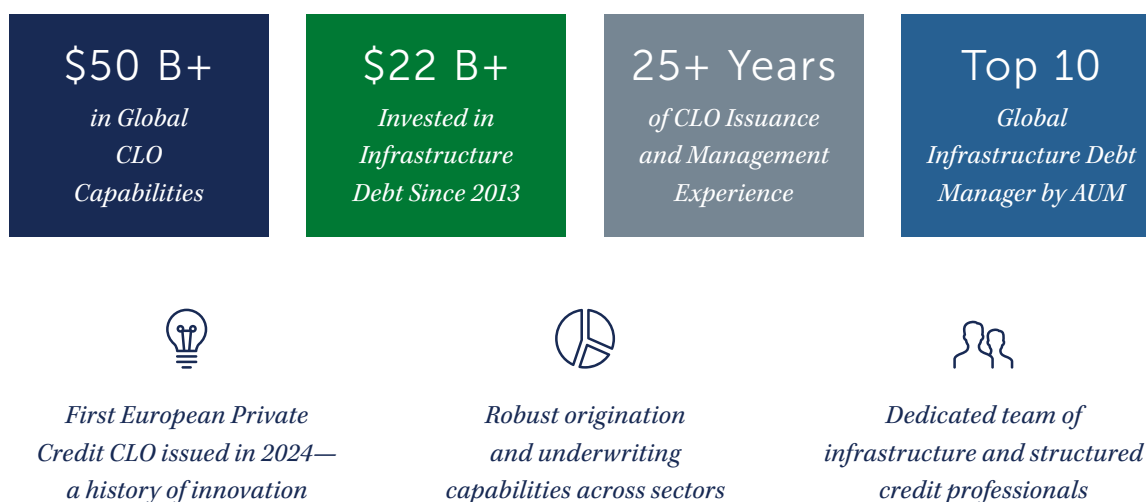 $50 B+
in Global
CLO
Capabilities
$22 B+
Invested in
Infrastructure
Debt Since 2013
25+ Years
of CLO Issuance
and Management
Experience
Top 10
Global
Infrastructure Debt
Manager by AUM
First European Private
Credit CLO issued in 2024—
a history of innovation
Robust origination
and underwriting
capabilities across sectors
Dedicated team of
infrastructure and structured
credit professionals